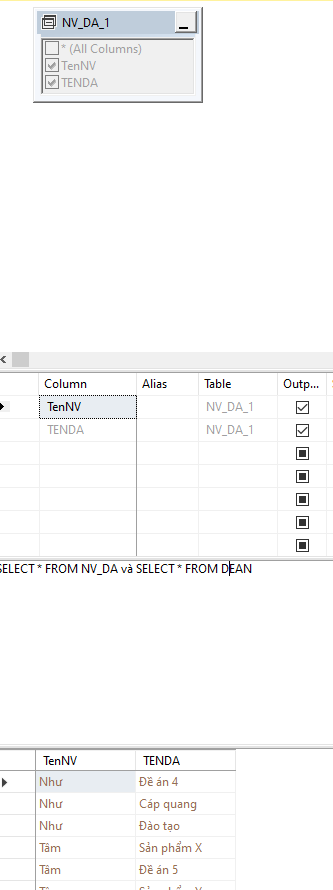 NV_DA_1
* (All Columns)
TenNV
TENDA
Column Alias Table Outp...
TenNV NV_DA_1
TENDA NV_DA_1
SELECT * FROM NV_DA và SELECT * FROM DEAN
TenNV TENDA
Như Đề án 4
Như Cáp quang
Như Đào tạo
Tâm Sản phẩm X
Tâm Đề án 5